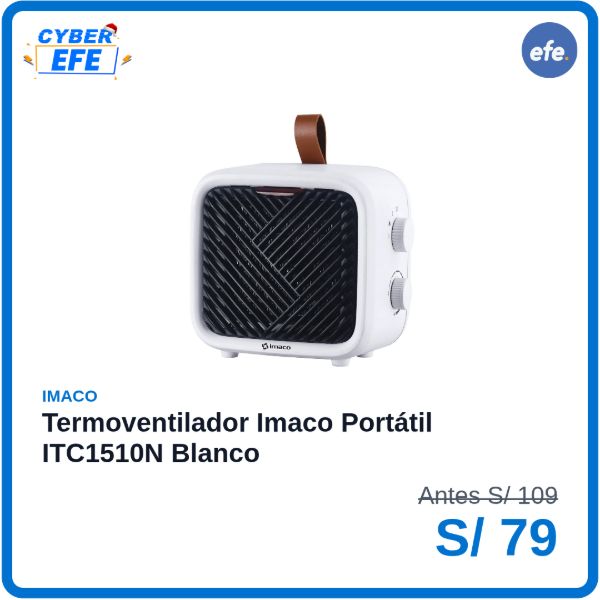 CYBER
EFE
efe.
imaco
IMACO
Termoventilador Imaco Portátil
ITC1510N Blanco
Antes S/ 109
S/ 79